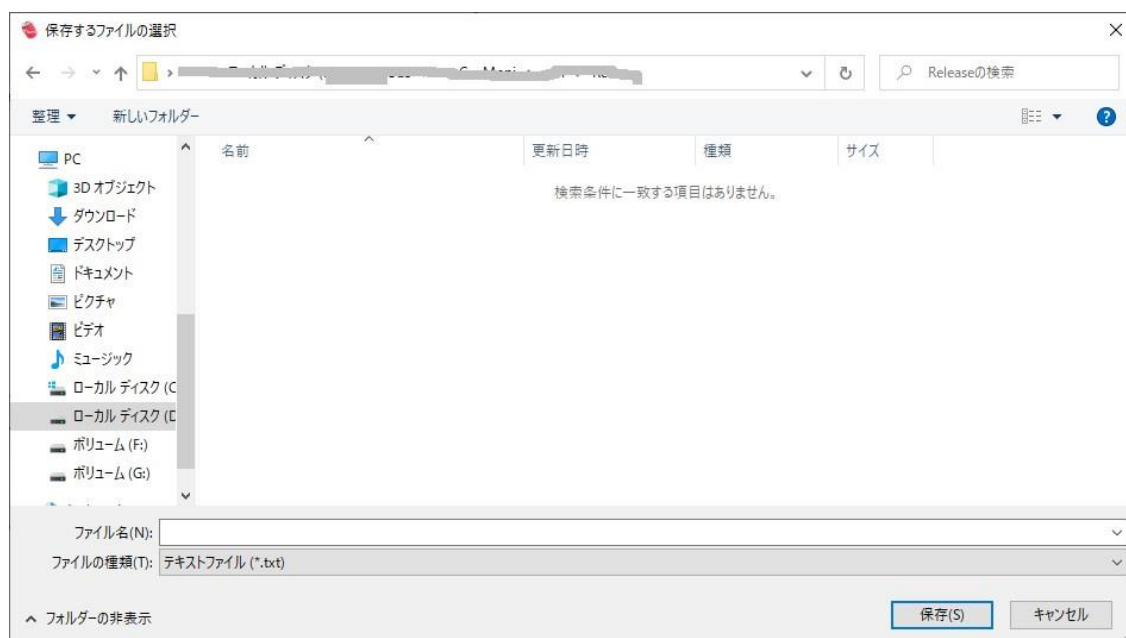 保存するファイルの選択
Releaseの検索
整理 新しいフォルダー
名前 更新日時 種類 サイズ
検索条件に一致する項目はありません。
PC
3D オブジェクト
ダウンロード
デスクトップ
ドキュメント
ピクチャ
ビデオ
ミュージック
ローカル ディスク (C
ローカル ディスク (D
ボリューム (F:)
ボリューム (G:)
ファイル名(N):
ファイルの種類(T): テキストファイル (*.txt)
フォルダーの非表示 保存(S) キャンセル